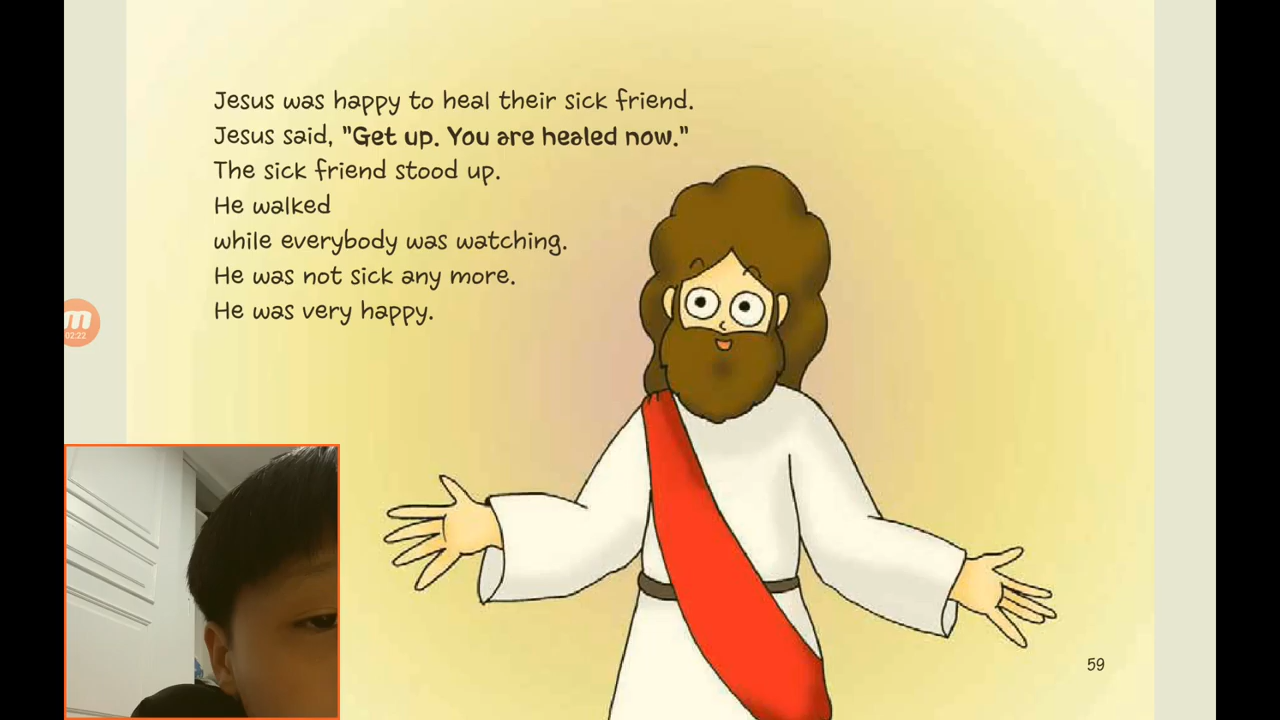 Jesus was happy to heal their sick friend.
Jesus said, "Get up. You are healed now."
The sick friend stood up.
He walked
while everybody was watching.
He was not sick any more.
He was very happy.
m
02:22
59